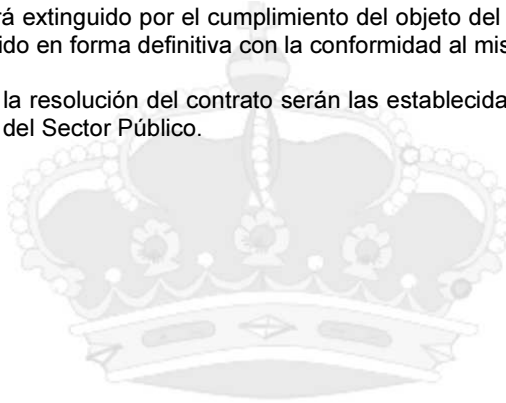 rá extinguido por el cumplimiento del objeto del
ido en forma definitiva con la conformidad al mis
la resolución del contrato serán las establecida
del Sector Público.